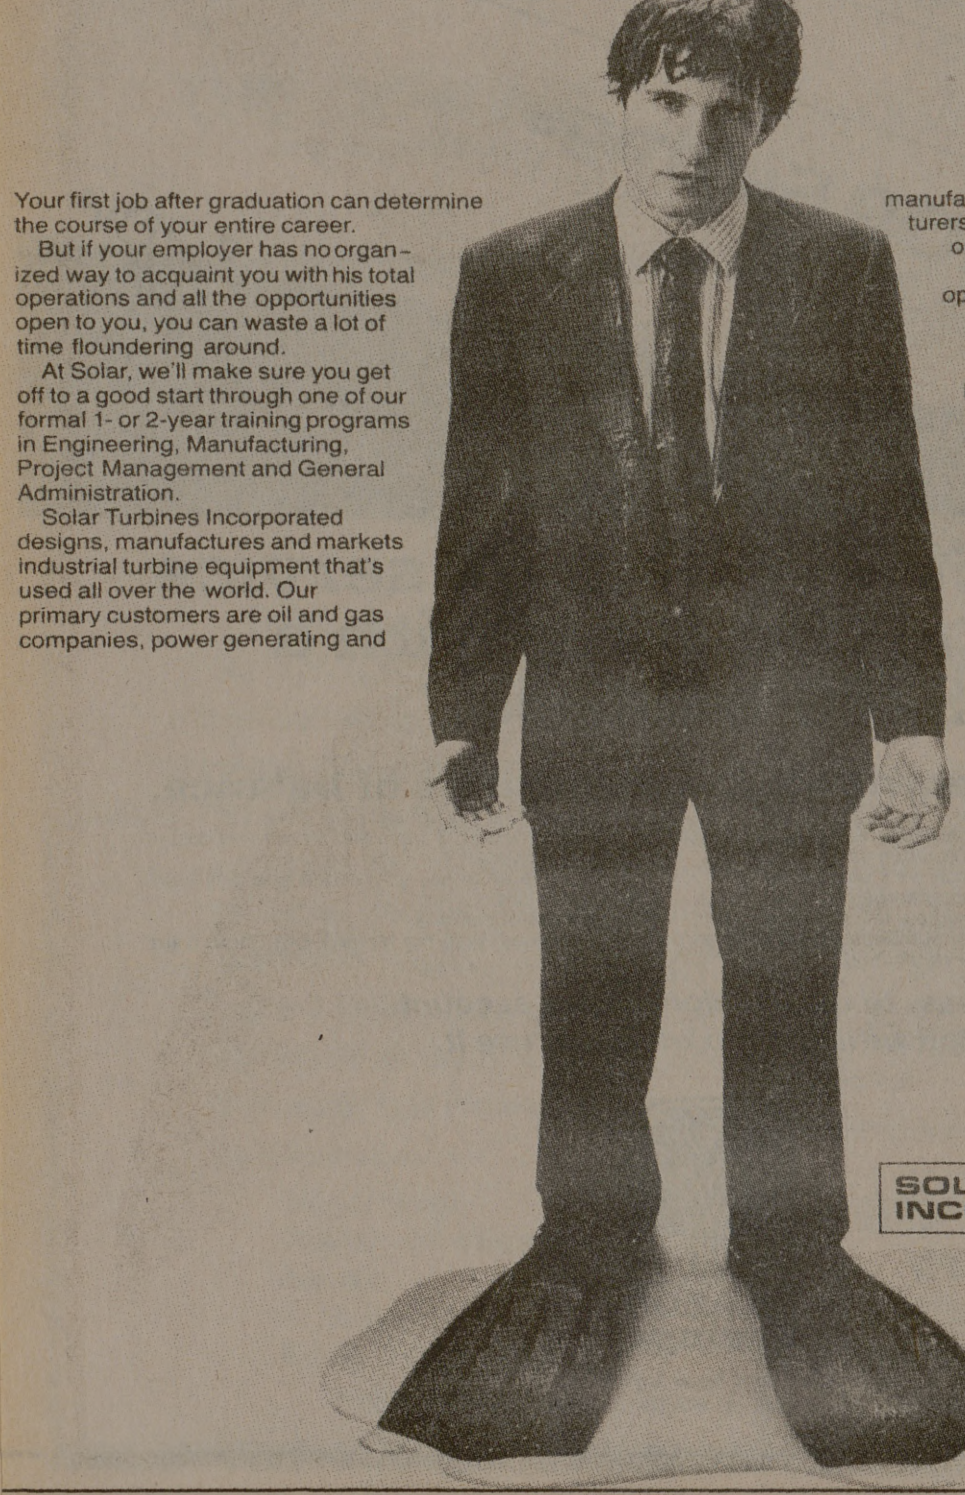 Your first job after graduation can determine
the course of your entire career.
But if your employer has no organ-
ized way to acquaint you with his total
operations and all the opportunities
open to you, you can waste a lot of
time floundering around.
At Solar, we'll make sure you get
off to a good start through one of our
formal 1- or 2-year training programs
in Engineering, Manufacturing,
Project Management and General
Administration.
Solar Turbines Incorporated
designs, manufactures and markets
industrial turbine equipment that's
used all over the world. Our
primary customers are oil and gas
companies, power generating and
manufa
turers
o
op
SOL
INC